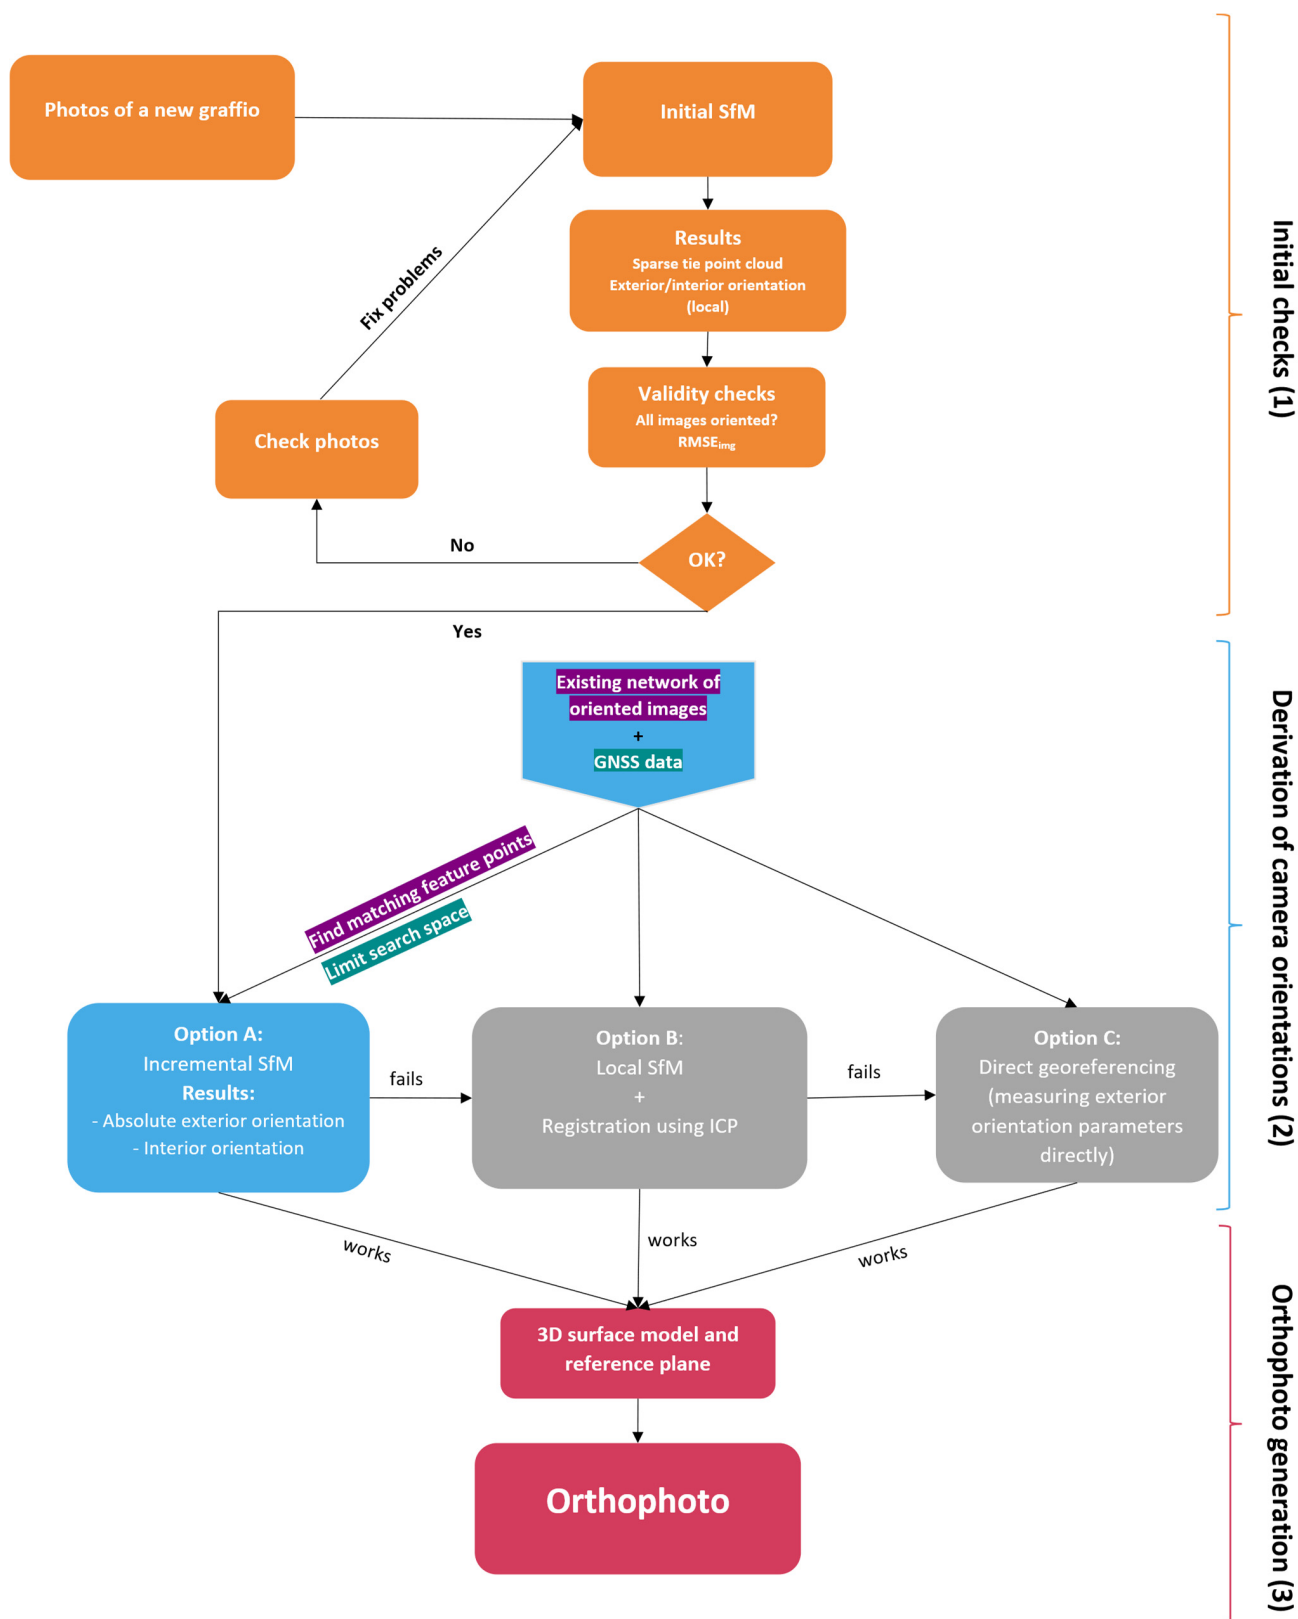 Photos of a new graffio
Initial SfM
Results
Sparse tie point cloud
Exterior/interior orientation
(local)
Fix problems
Validity checks
All images oriented?
RMSEimg
Check photos
OK?
No
Yes
Initial checks (1)
Existing network of
oriented images
+
GNSS data
Find matching feature points
Limit search space
Option A:
Incremental SfM
Results:
- Absolute exterior orientation
- Interior orientation
fails
Option B:
Local SfM
+
Registration using ICP
fails
Option C:
Direct georeferencing
(measuring exterior
orientation parameters
directly)
Derivation of camera orientations (2)
works
works
works
3D surface model and
reference plane
Orthophoto
Orthophoto generation (3)